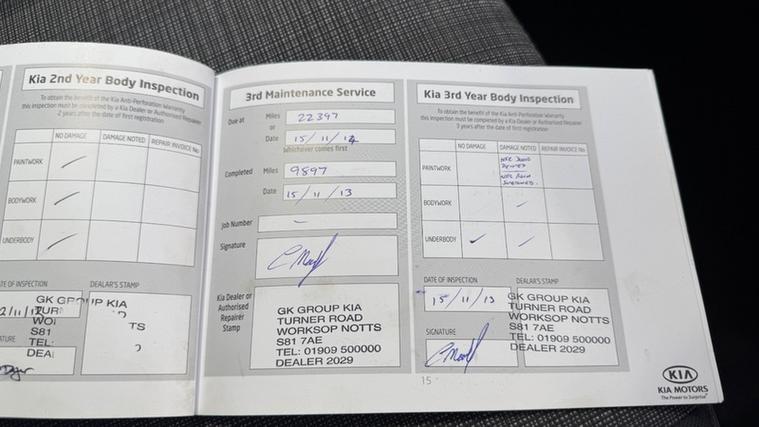 Kia 2nd Year Body Inspection
To obtain the benefit of the Kia Anti-Perforation Warranty
this inspection must be completed by a Kia Dealer or Authorised Repairer
2 years after the date of first registration
NO DAMAGE DAMAGE NOTED REPAIR INVOICE No
PAINTWORK
BODYWORK
UNDERBODY
DATE OF INSPECTION DEALER'S STAMP
GK GROUP KIA
TURN
WO
S81 TS
TEL:
DEA
3rd Maintenance Service
Due at Miles 22397
or
Date 15/11/14
Whichever comes first
Completed Miles 9897
Date 15/11/13
Job Number -
Signature
Kia Dealer or
Authorised
Repairer
Stamp
GK GROUP KIA
TURNER ROAD
WORKSOP NOTTS
S81 7AE
TEL: 01909 500000
DEALER 2029
Kia 3rd Year Body Inspection
To obtain the benefit of the Kia Anti-Perforation Warranty
this inspection must be completed by a Kia Dealer or Authorised Repairer
3 years after the date of first registration
NO DAMAGE DAMAGE NOTED REPAIR INVOICE No
PAINTWORK
BODYWORK
UNDERBODY
DATE OF INSPECTION DEALER'S STAMP
15/11/13
SIGNATURE
GK GROUP KIA
TURNER ROAD
WORKSOP NOTTS
S81 7AE
TEL: 01909 500000
DEALER 2029
15
KIA
KIA MOTORS
The Power to Surprise